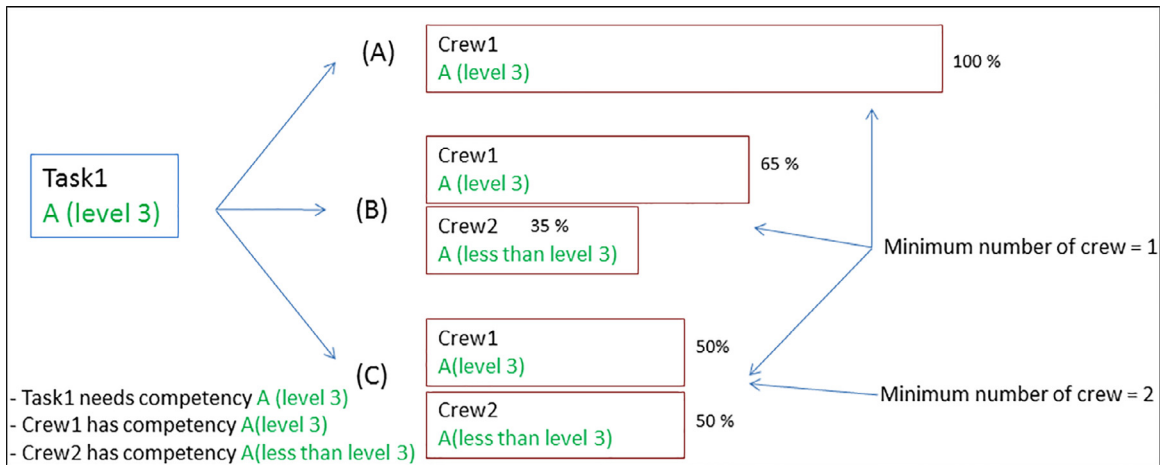 Task1
A (level 3)
(A)
Crew1
A (level 3)
100 %
(B)
Crew1
A (level 3)
65 %
Crew2 35 %
A (less than level 3)
(C)
Crew1
A(level 3)
50%
Crew2
A(less than level 3)
50 %
Minimum number of crew = 1
Minimum number of crew = 2
- Task1 needs competency A (level 3)
- Crew1 has competency A(level 3)
- Crew2 has competency A(less than level 3)